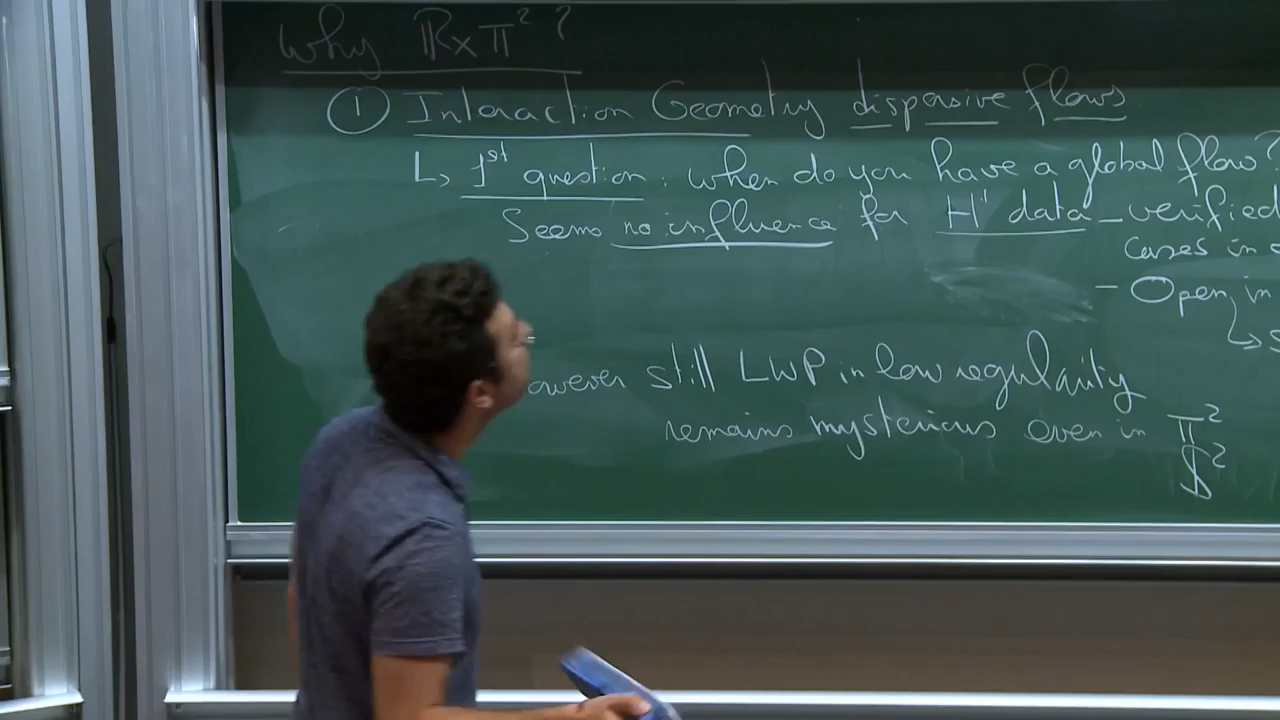 Why ℝ×𝕋² ?
① Interaction Geometry dispersive flows
↳ 1st question: when do you have a global flow?
Seems no influence for H¹ data – verified
cases in
– Open in
owever still LWP in low regularity
remains mysterious even in 𝕋²
𝕊²